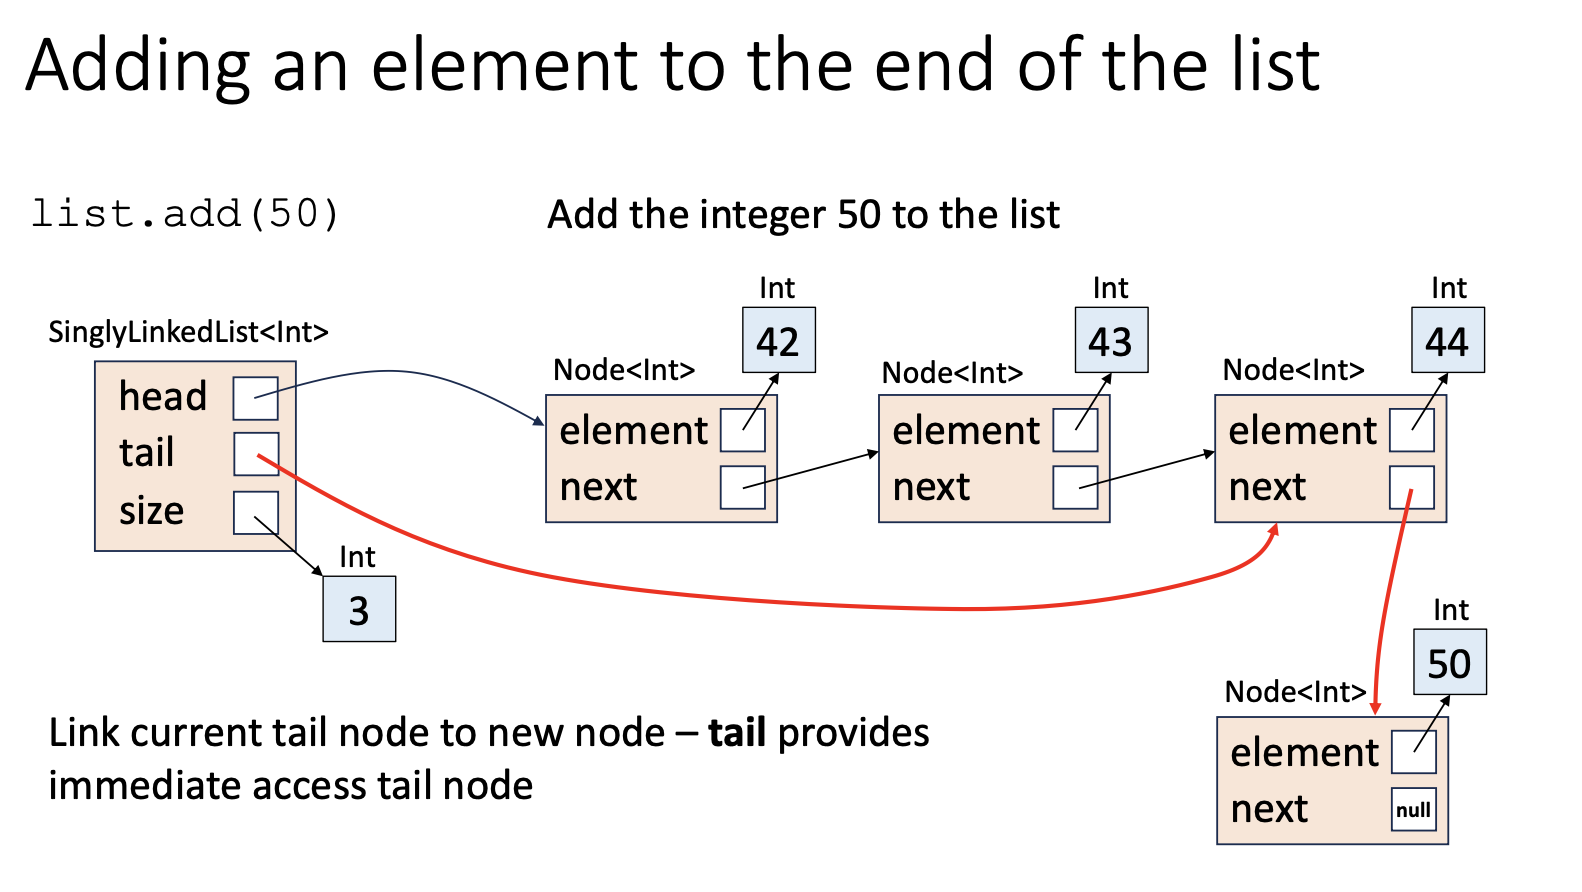 Adding an element to the end of the list
list.add(50)
Add the integer 50 to the list
SinglyLinkedList<Int>
head
tail
size
Int
3
Node<Int>
Int
42
element
next
Node<Int>
Int
43
element
next
Node<Int>
Int
44
element
next
Link current tail node to new node – tail provides
immediate access tail node
Node<Int>
Int
50
element
next
null